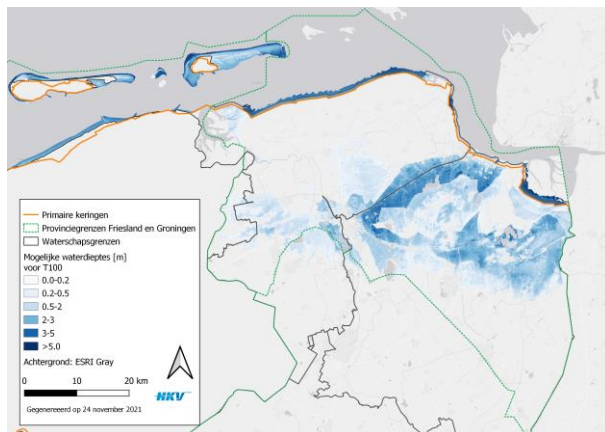 Primaire keringen
Provinciegrenzen Friesland en Groningen
Waterschapsgrenzen
Mogelijke waterdieptes [m]
voor T100
0.0-0.2
0.2-0.5
0.5-2
2-3
3-5
>5.0
Achtergrond: ESRI Gray
0 10 20 km
HKV
Gegenereerd op 24 november 2021